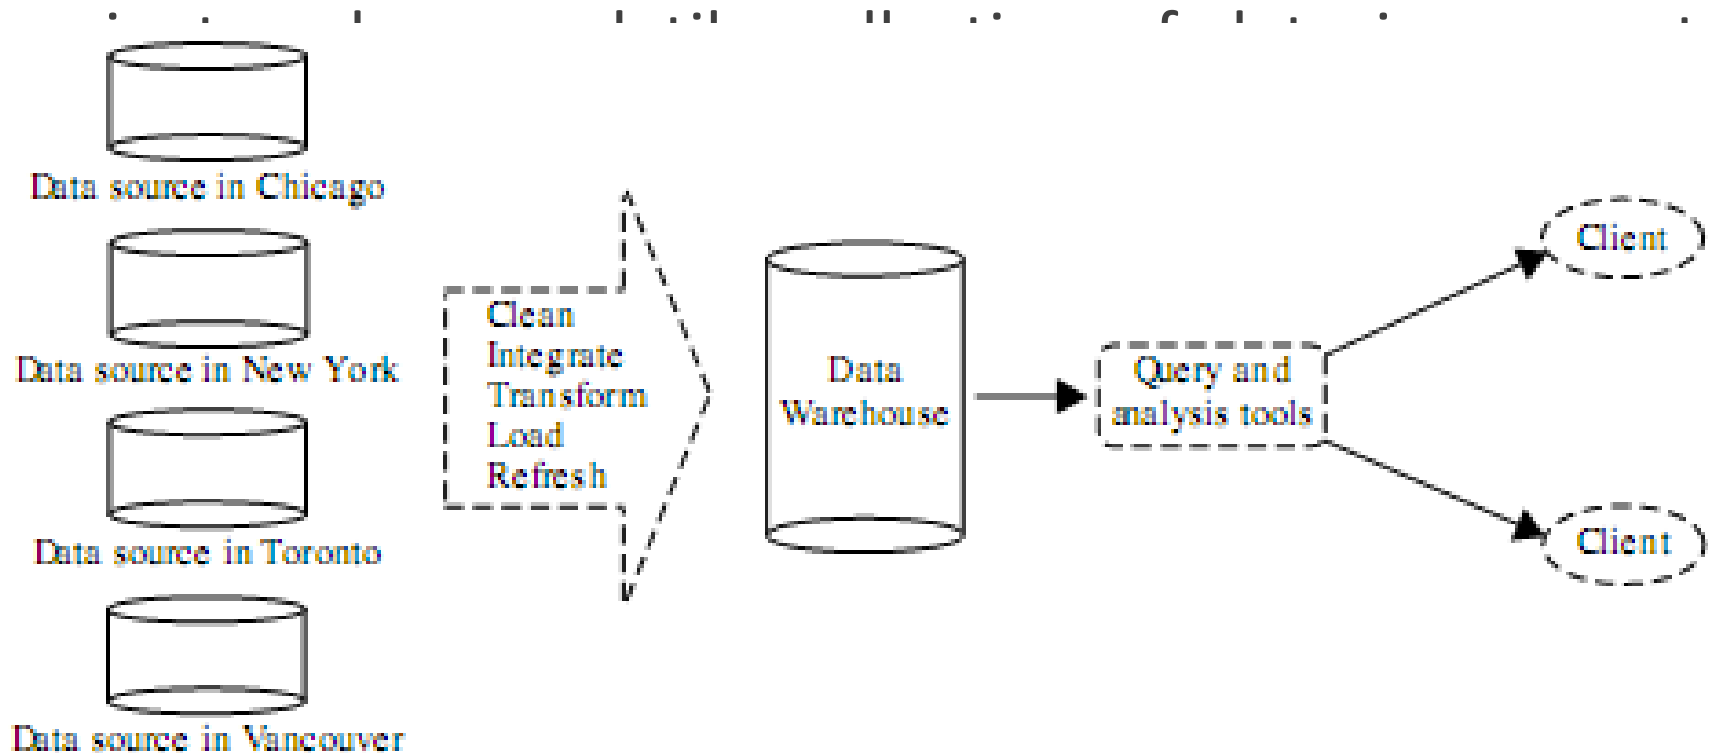 Data source in Chicago
Data source in New York
Data source in Toronto
Data source in Vancouver
Clean
Integrate
Transform
Load
Refresh
Data
Warehouse
Query and
analysis tools
Client
Client